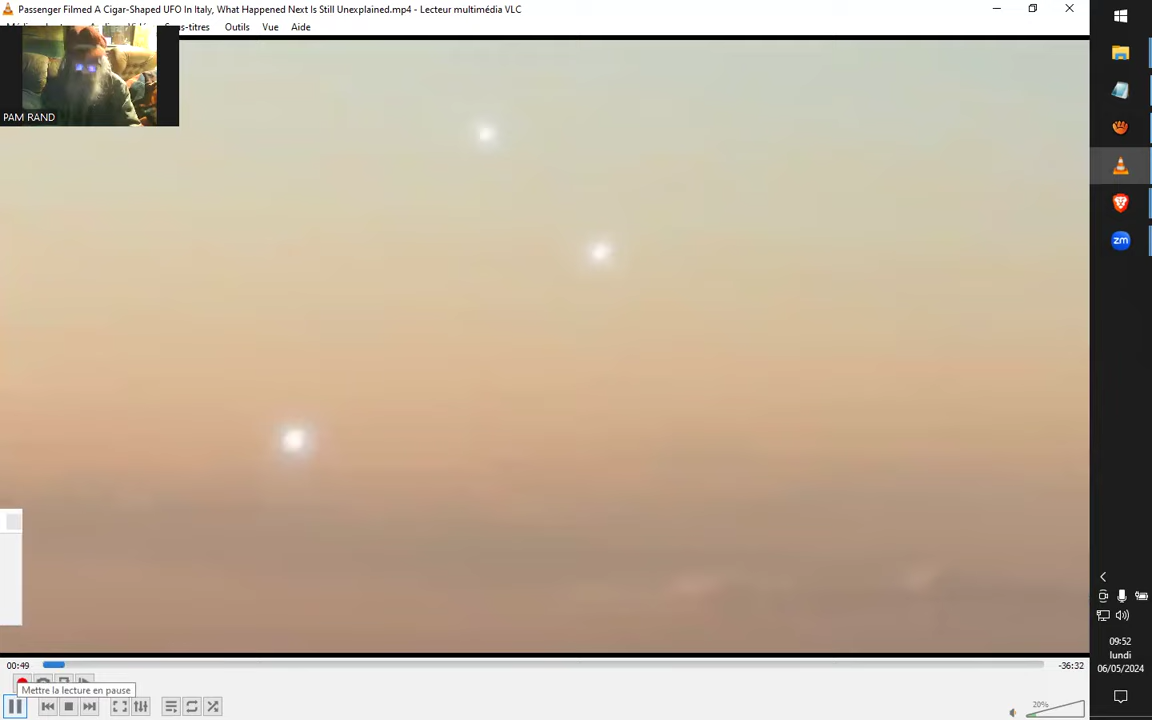 Passenger Filmed A Cigar-Shaped UFO In Italy, What Happened Next Is Still Unexplained.mp4 - Lecteur multimédia VLC
Outils Vue Aide
PAM RAND
zm
00:49
-36:32
Mettre la lecture en pause
20%
09:52
lundi
06/05/2024